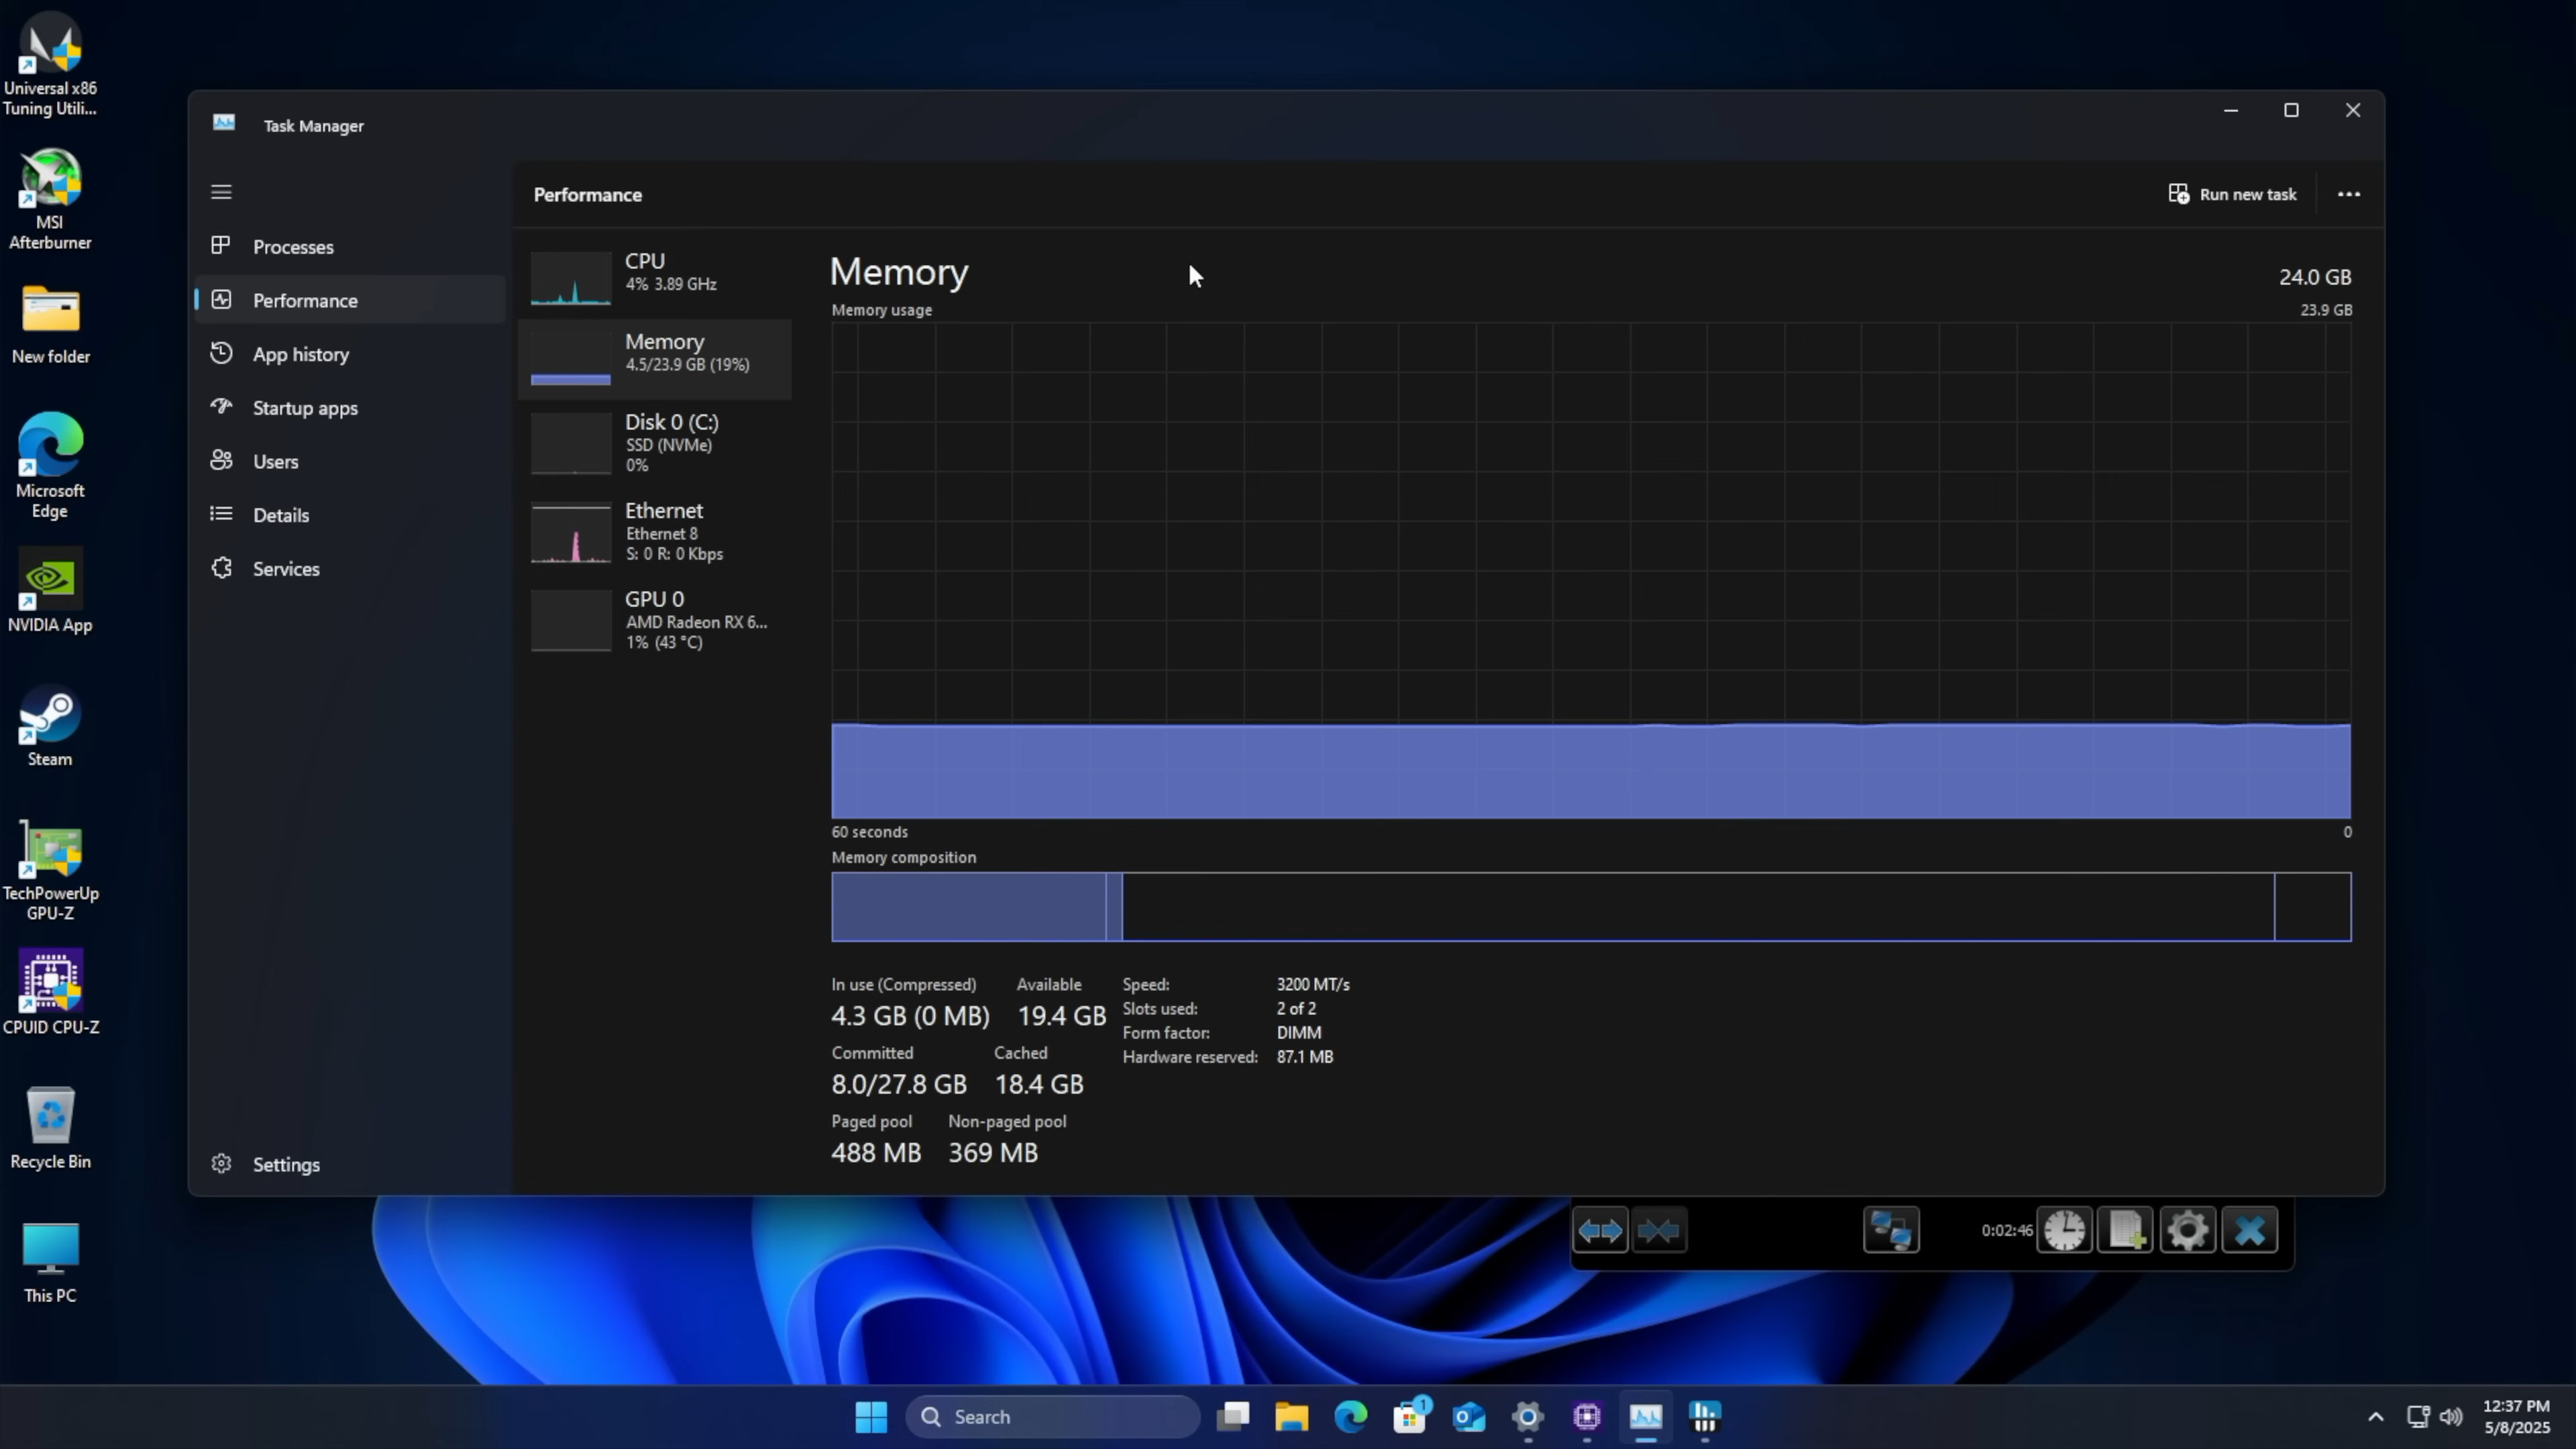 Universal x86
Tuning Utili...
MSI
Afterburner
New folder
Microsoft
Edge
NVIDIA App
Steam
TechPowerUp
GPU-Z
CPUID CPU-Z
Recycle Bin
This PC
Task Manager
Processes
Performance
App history
Startup apps
Users
Details
Services
Settings
Performance
Run new task
CPU
4% 3.89 GHz
Memory
4.5/23.9 GB (19%)
Disk 0 (C:)
SSD (NVMe)
0%
Ethernet
Ethernet 8
S: 0 R: 0 Kbps
GPU 0
AMD Radeon RX 6...
1% (43 °C)
Memory
24.0 GB
Memory usage
23.9 GB
60 seconds
0
Memory composition
In use (Compressed)
4.3 GB (0 MB)
Available
19.4 GB
Committed
8.0/27.8 GB
Cached
18.4 GB
Paged pool
488 MB
Non-paged pool
369 MB
Speed: 3200 MT/s
Slots used: 2 of 2
Form factor: DIMM
Hardware reserved: 87.1 MB
0:02:46
Search
1
12:37 PM
5/8/2025